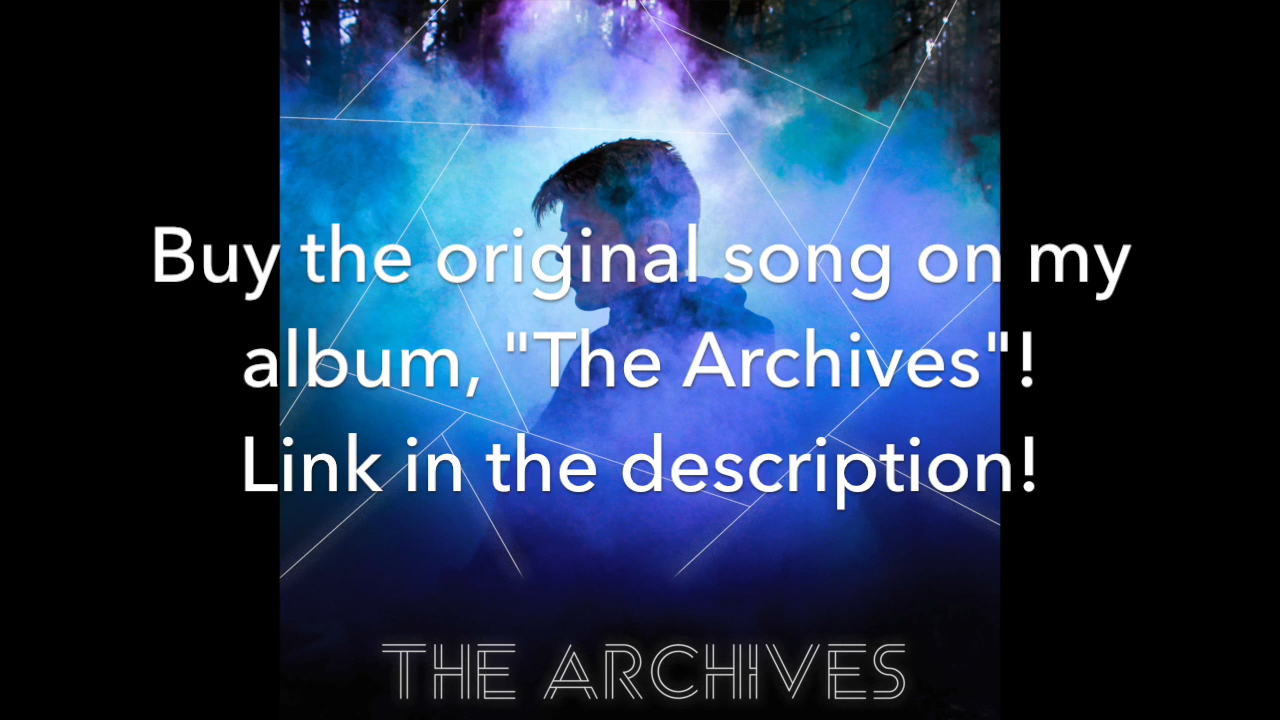 Buy the original song on my
album, "The Archives"!
Link in the description!
THE ARCHIVES